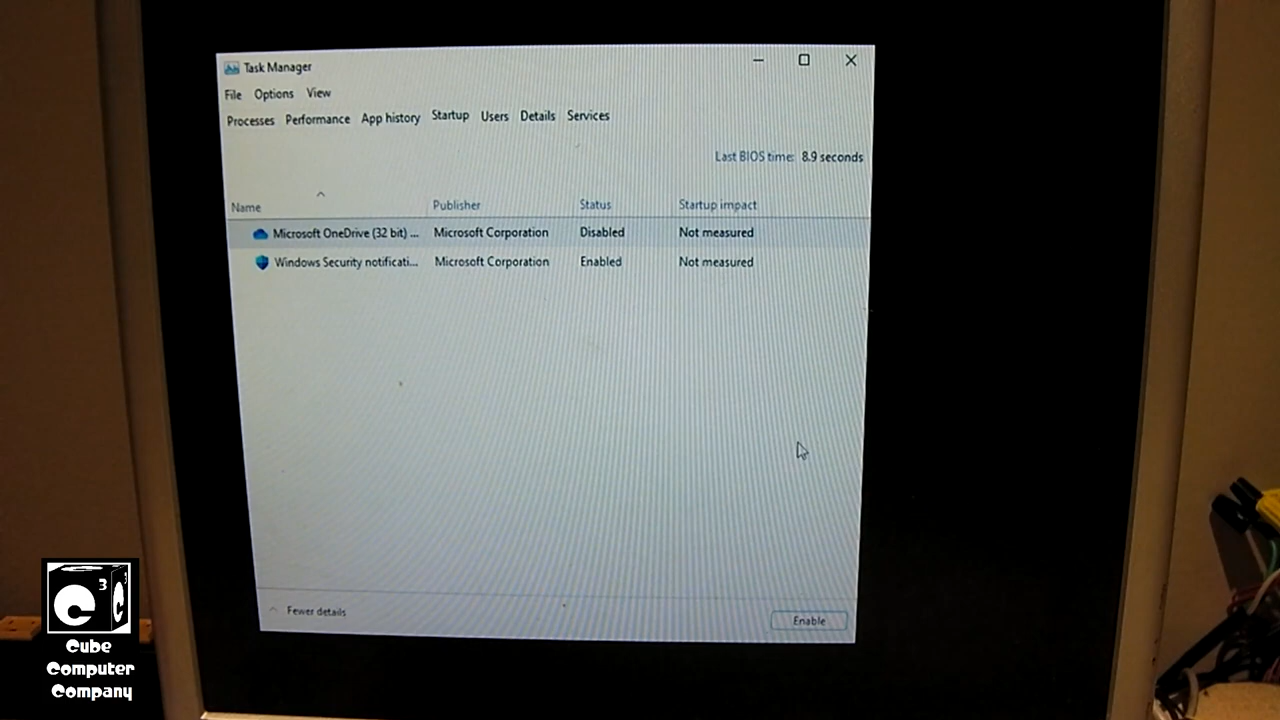 Task Manager
File Options View
Processes Performance App history Startup Users Details Services
Last BIOS time: 8.9 seconds
Name Publisher Status Startup impact
Microsoft OneDrive (32 bit) ... Microsoft Corporation Disabled Not measured
Windows Security notificati... Microsoft Corporation Enabled Not measured
Fewer details
Enable
C 3 C
Cube
Computer
Company